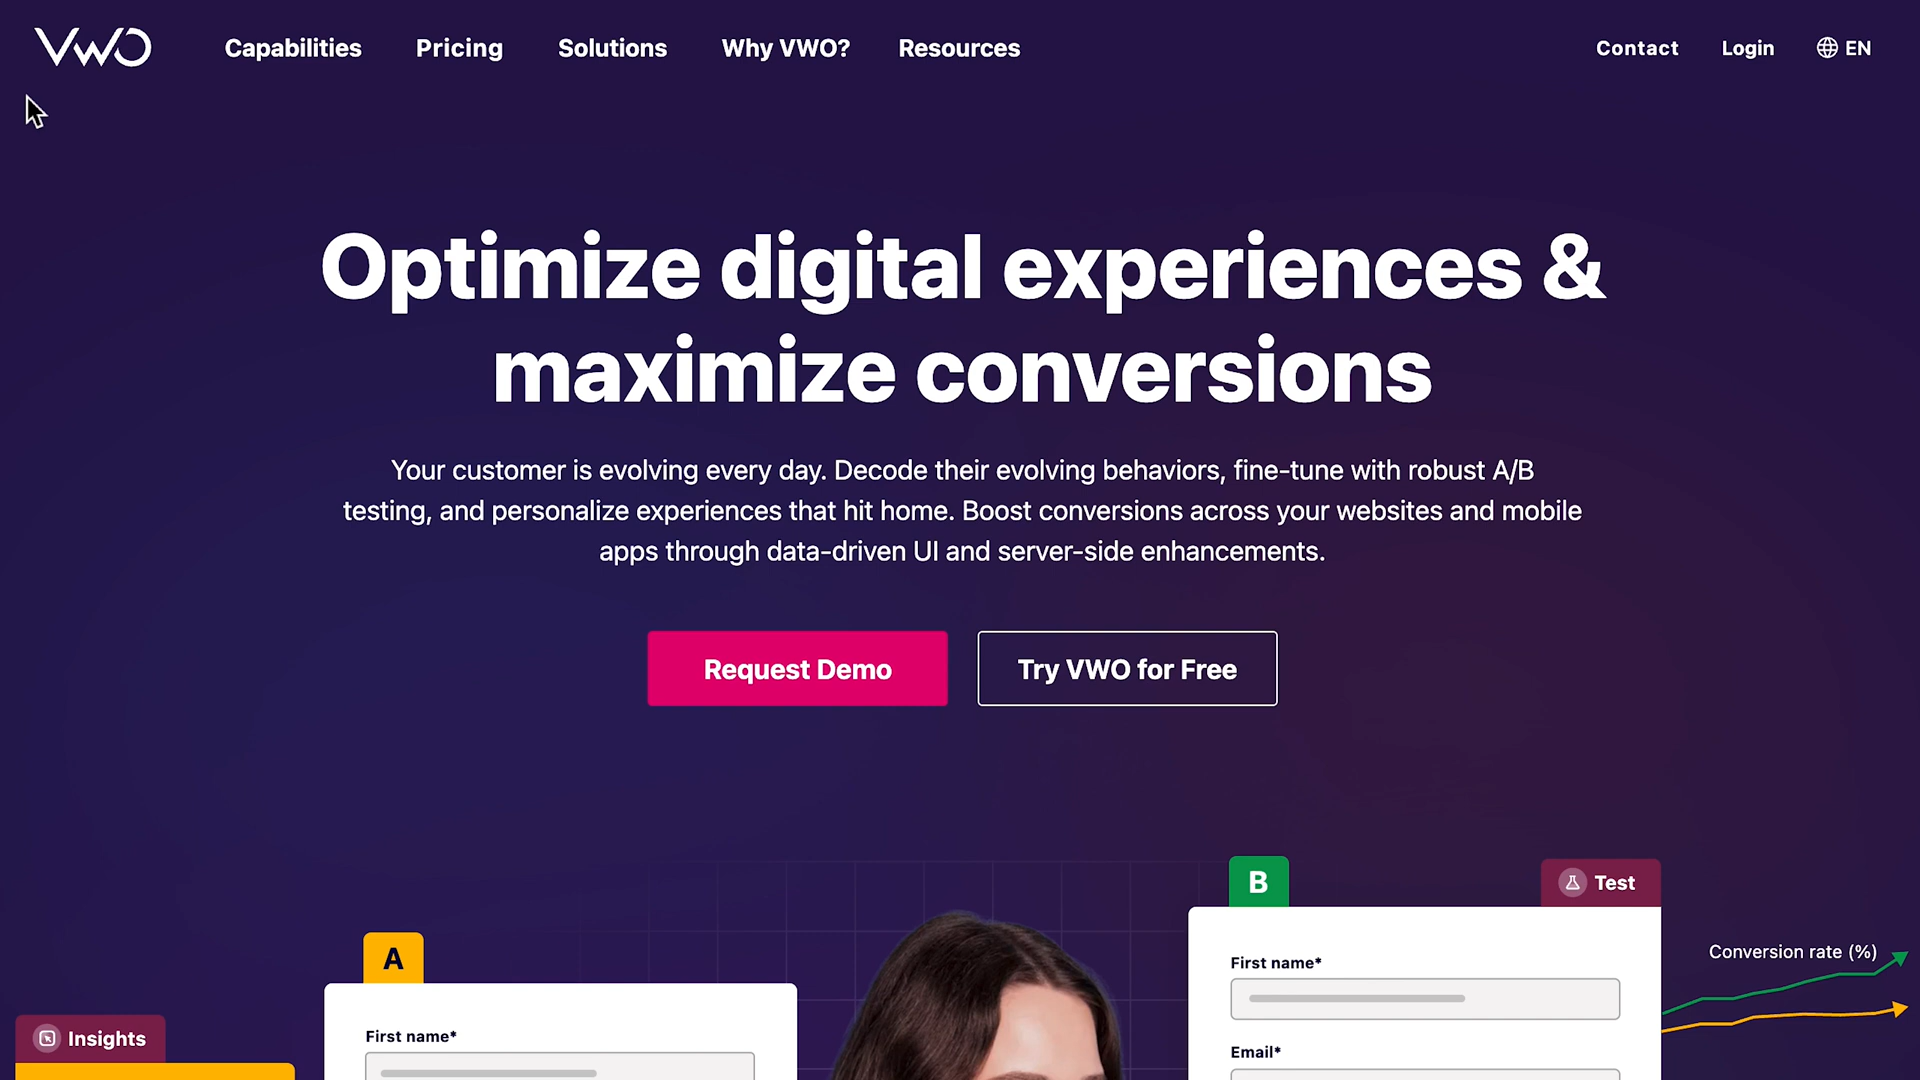 VWO
Capabilities
Pricing
Solutions
Why VWO?
Resources
Contact
Login
EN
Optimize digital experiences &
maximize conversions
Your customer is evolving every day. Decode their evolving behaviors, fine-tune with robust A/B
testing, and personalize experiences that hit home. Boost conversions across your websites and mobile
apps through data-driven UI and server-side enhancements.
Request Demo
Try VWO for Free
B
Test
A
First name*
Conversion rate (%)
Insights
First name*
Email*